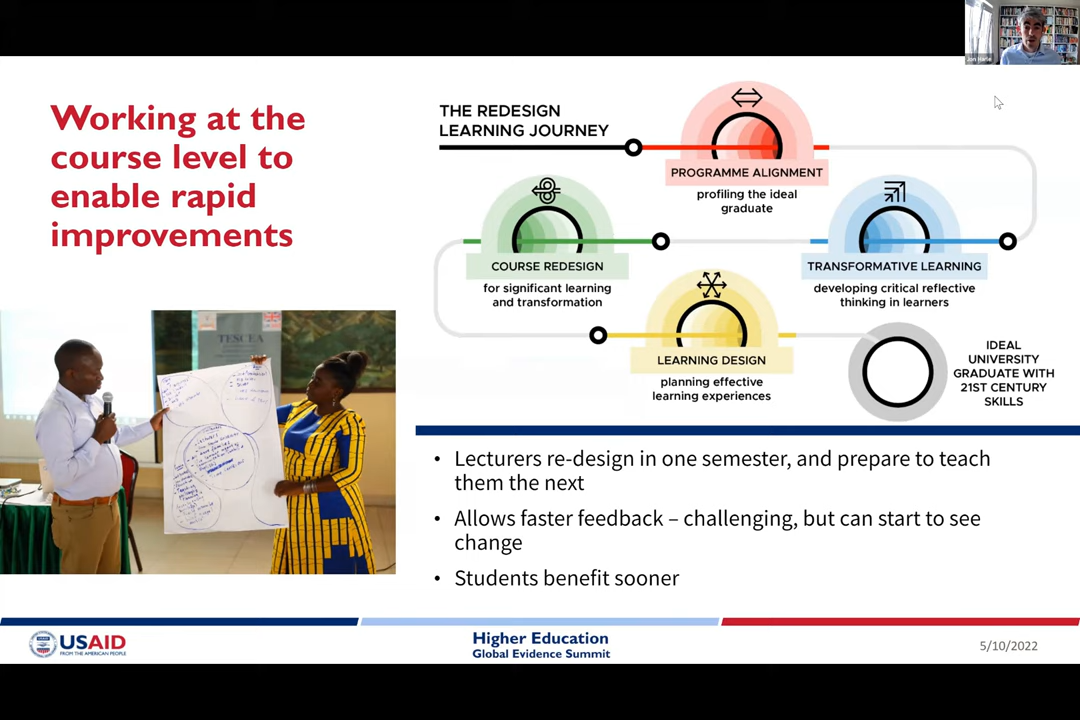 Jon Harle
Working at the
course level to
enable rapid
improvements
THE REDESIGN
LEARNING JOURNEY
PROGRAMME ALIGNMENT
profiling the ideal
graduate
TRANSFORMATIVE LEARNING
developing critical reflective
thinking in learners
COURSE REDESIGN
for significant learning
and transformation
LEARNING DESIGN
planning effective
learning experiences
IDEAL
UNIVERSITY
GRADUATE WITH
21ST CENTURY
SKILLS
TESCEA
• Lecturers re-design in one semester, and prepare to teach
them the next
• Allows faster feedback – challenging, but can start to see
change
• Students benefit sooner
USAID
FROM THE AMERICAN PEOPLE
Higher Education
Global Evidence Summit
5/10/2022